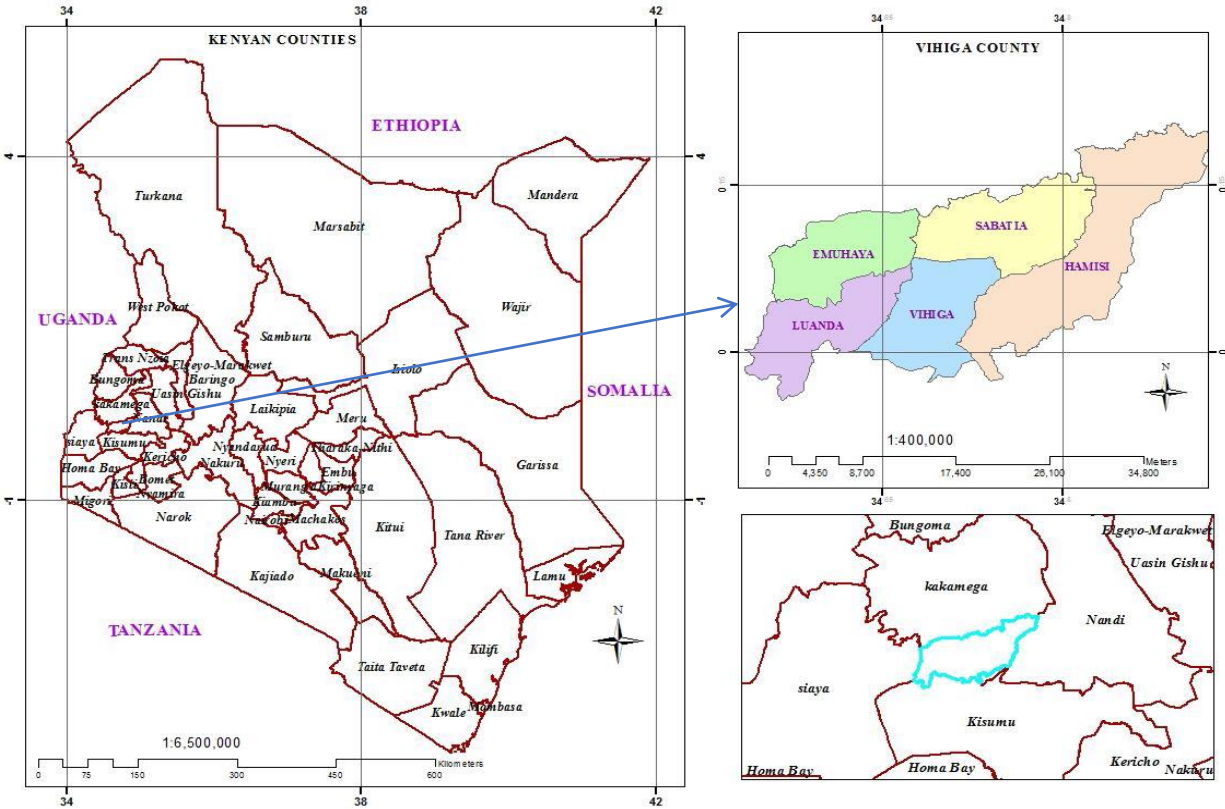 34
38
42
KENYAN COUNTIES
ETHIOPIA
4
4
Mandera
Turkana
Marsabit
West Pokot
Wajir
UGANDA
Samburu
Trans Nzoia
Elgeyo-Marakwet
Isiolo
Bungoma
Baringo
Uasin Gishu
SOMALIA
kakamega
Laikipia
Nandi
Meru
siaya
Kisumu
Nyandarua
Tharaka-Nithi
Kericho
Nakuru
Nyeri
Garissa
Homa Bay
Embu
Kisii
Bomet
Muranga
Kirinyaga
Nyamira
Migori
Kiambu
-1
-1
Narok
Nairobi
Machakos
Kitui
Tana River
Kajiado
Makueni
Lamu
TANZANIA
N
Kilifi
Taita Taveta
Kwale
Mombasa
1:6,500,000
Kilometers
0 75 150 300 450 600
34
38
42
VIHIGA COUNTY
SABATIA
EMUHAYA
HAMISI
VIHIGA
LUANDA
0
0
N
1:400,000
Meters
0 4,350 8,700 17,400 26,100 34,800
Bungoma
Elgeyo-Marakwet
Uasin Gishu
kakamega
Nandi
siaya
Kisumu
Kericho
Homa Bay
Homa Bay
Nakuru